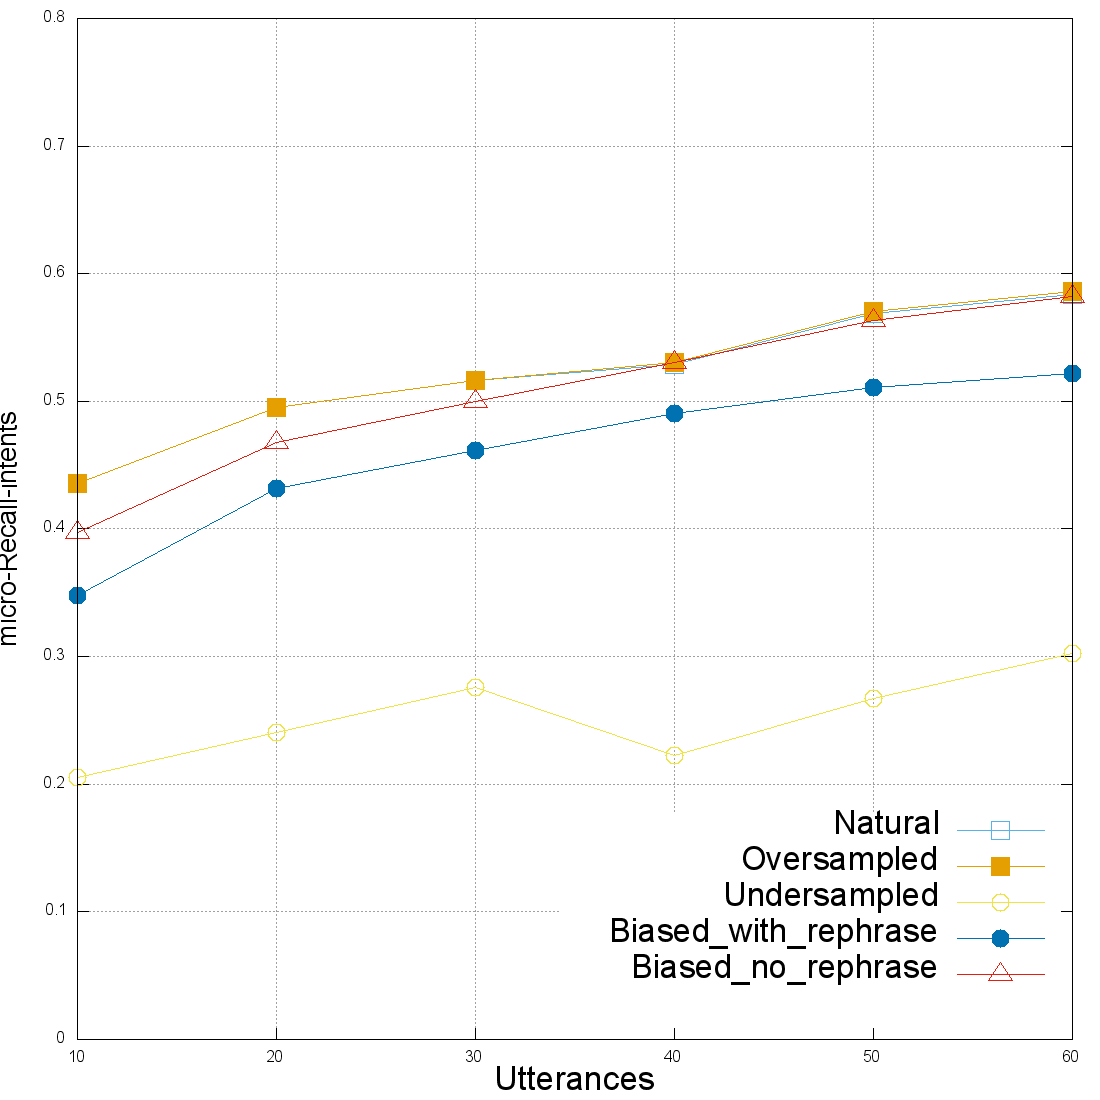 0.8
0.7
0.6
0.5
0.4
0.3
0.2
0.1
0
micro-Recall-intents
10 20 30 40 50 60
Utterances
Natural
Oversampled
Undersampled
Biased_with_rephrase
Biased_no_rephrase